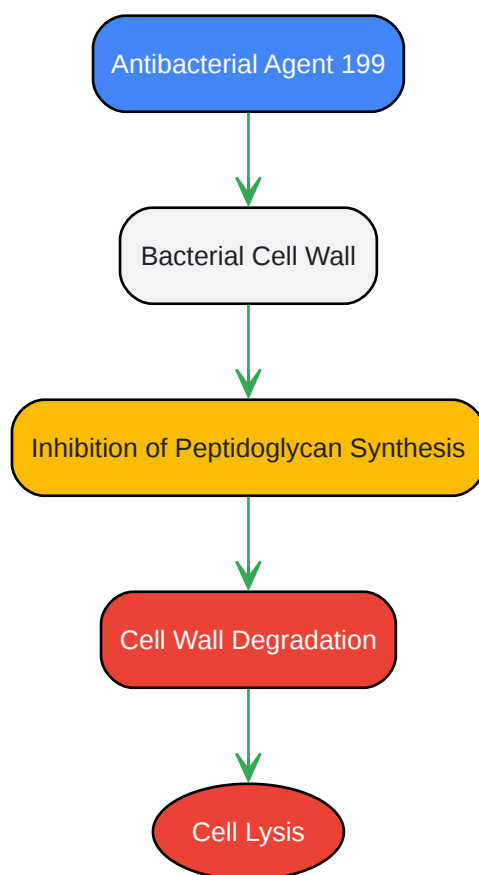 Antibacterial Agent 199
Bacterial Cell Wall
Inhibition of Peptidoglycan Synthesis
Cell Wall Degradation
Cell Lysis